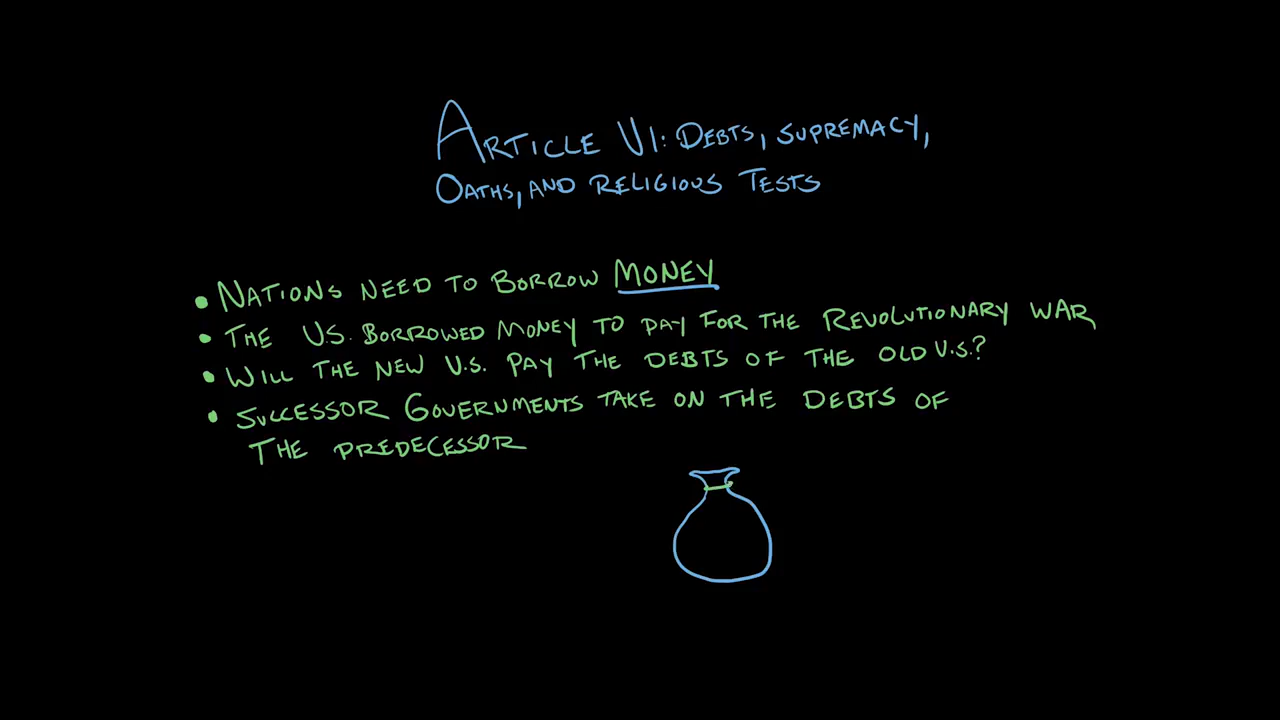 ARTICLE VI: DEBTS, SUPREMACY,
OATHS, AND RELIGIOUS TESTS
• NATIONS NEED TO BORROW MONEY
• THE U.S. BORROWED MONEY TO PAY FOR THE REVOLUTIONARY WAR
• WILL THE NEW U.S. PAY THE DEBTS OF THE OLD U.S.?
• SUCCESSOR GOVERNMENTS TAKE ON THE DEBTS OF
THE PREDECESSOR